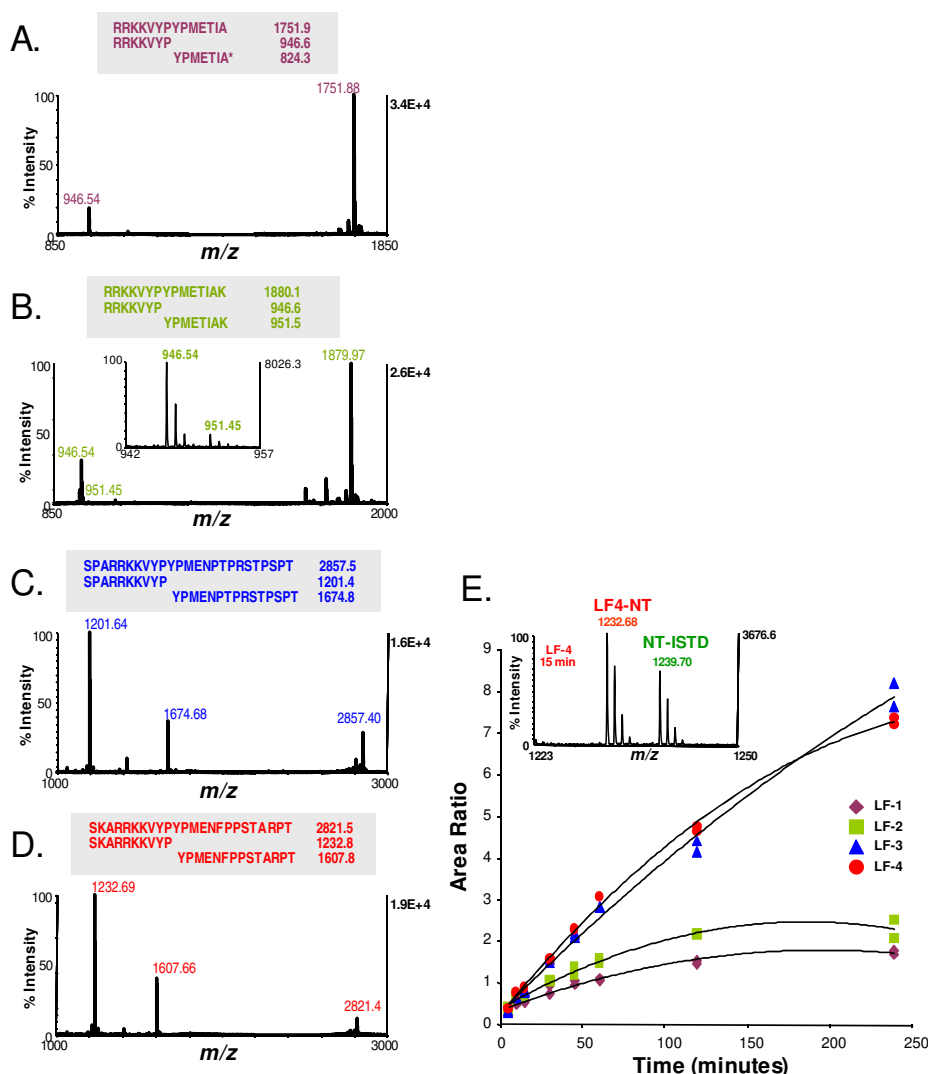 A.
RRKKVYPYPMETIA 1751.9
RRKKVYP 946.6
YPMETIA* 824.3
1751.88
100
3.4E+4
% Intensity
50
946.54
0
850
m/z
1850
B.
RRKKVYPYPMETIAK 1880.1
RRKKVYP 946.6
YPMETIAK 951.5
1879.97
100
2.6E+4
100
946.54
8026.3
951.45
0
942
957
% Intensity
50
946.54
951.45
0
850
m/z
2000
C.
SPARRKKVYPYPMENPTPRSTPSPT 2857.5
SPARRKKVYP 1201.4
YPMENPTPRSTPSPT 1674.8
1201.64
100
1.6E+4
% Intensity
50
1674.68
2857.40
0
1000
m/z
3000
D.
SKARRKKVYPYPMENFPPSTARPT 2821.5
SKARRKKVYP 1232.8
YPMENFPPSTARPT 1607.8
1232.69
100
1.9E+4
% Intensity
50
1607.66
2821.4
0
1000
m/z
3000
E.
LF4-NT
1232.68
NT-ISTD
1239.70
LF-4
15 min
100
3676.6
% Intensity
50
0
1223
m/z
1250
Area Ratio
9
8
7
6
5
4
3
2
1
0
LF-1
LF-2
LF-3
LF-4
0 50 100 150 200 250
Time (minutes)